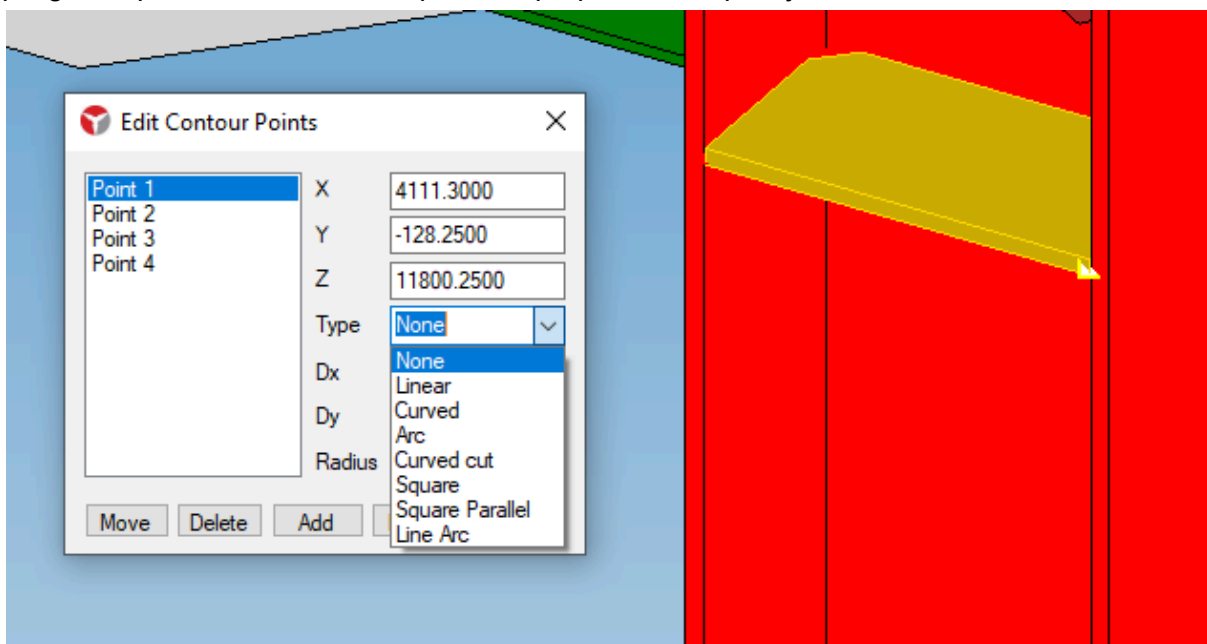 Edit Contour Points
Point 1
Point 2
Point 3
Point 4
X 4111.3000
Y -128.2500
Z 11800.2500
Type None
None
Linear
Curved
Arc
Curved cut
Square
Square Parallel
Line Arc
Dx
Dy
Radius
Move Delete Add